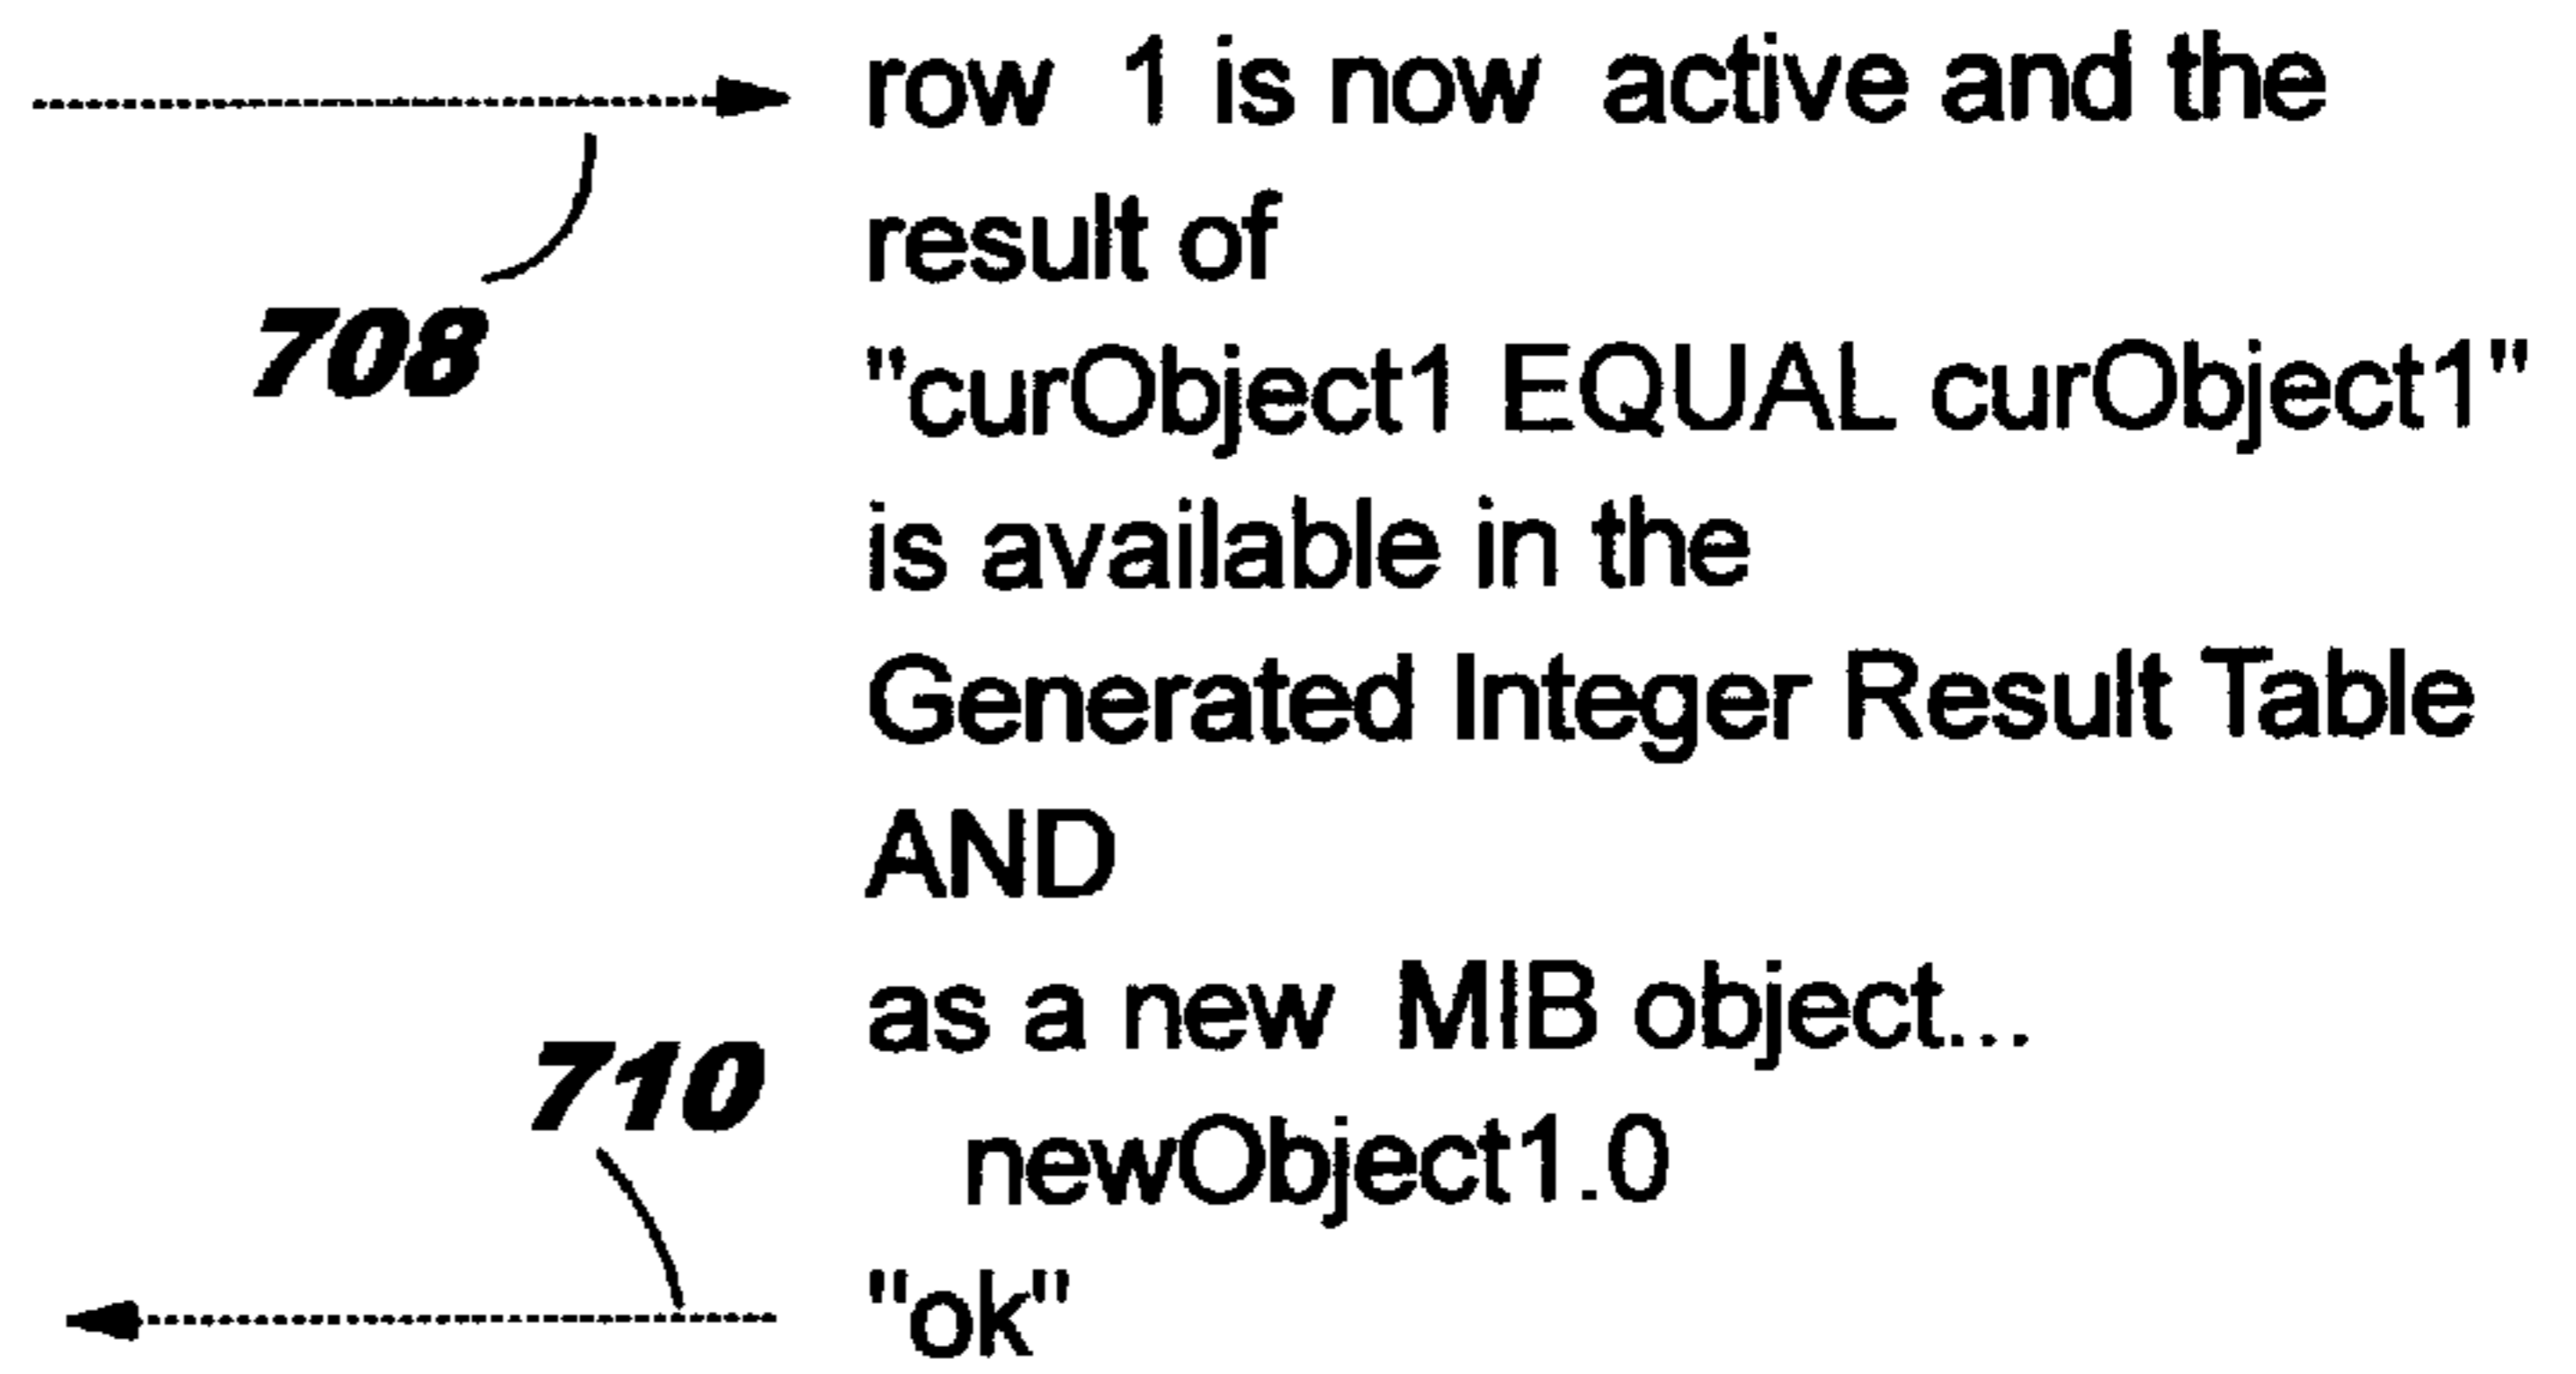 row 1 is now active and the
708
result of
"curObject1 EQUAL curObject1"
is available in the
Generated Integer Result Table
AND
as a new MIB object...
710
newObject1.0
"ok"